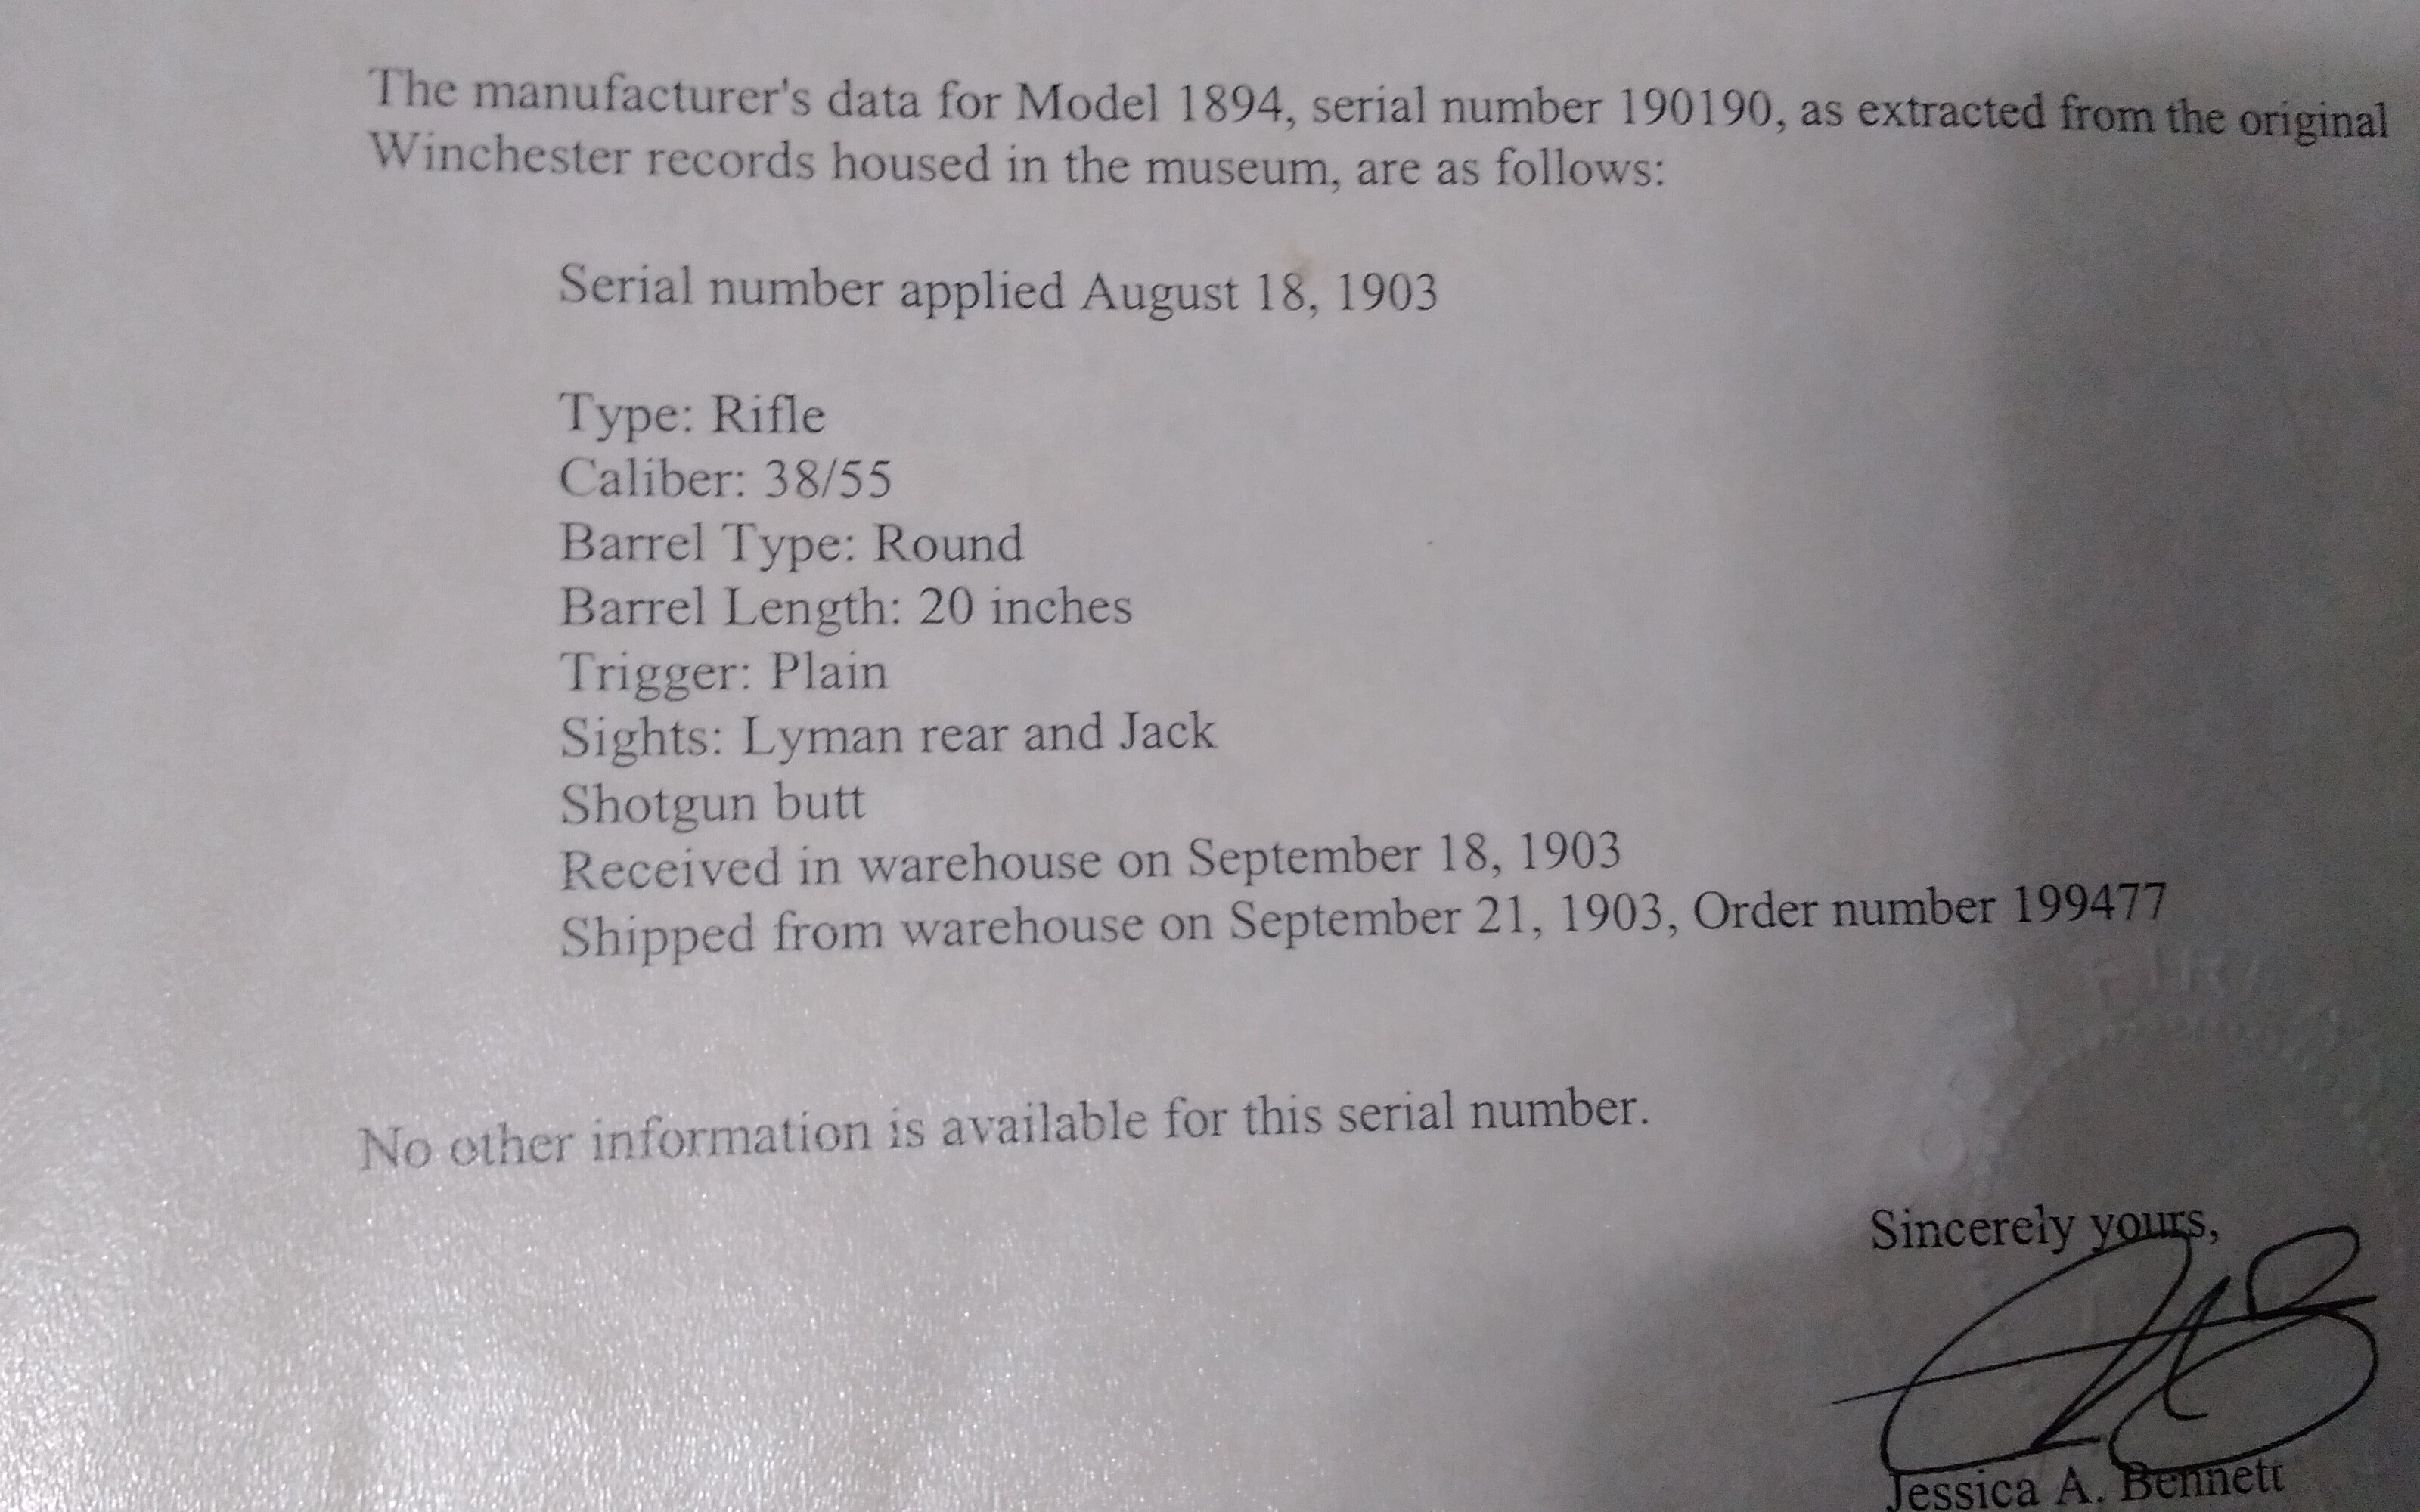 The manufacturer's data for Model 1894, serial number 190190, as extracted from the original
Winchester records housed in the museum, are as follows:
Serial number applied August 18, 1903
Type: Rifle
Caliber: 38/55
Barrel Type: Round
Barrel Length: 20 inches
Trigger: Plain
Sights: Lyman rear and Jack
Shotgun butt
Received in warehouse on September 18, 1903
Shipped from warehouse on September 21, 1903, Order number 199477
No other information is available for this serial number.
Sincerely yours,
Jessica A. Bennett